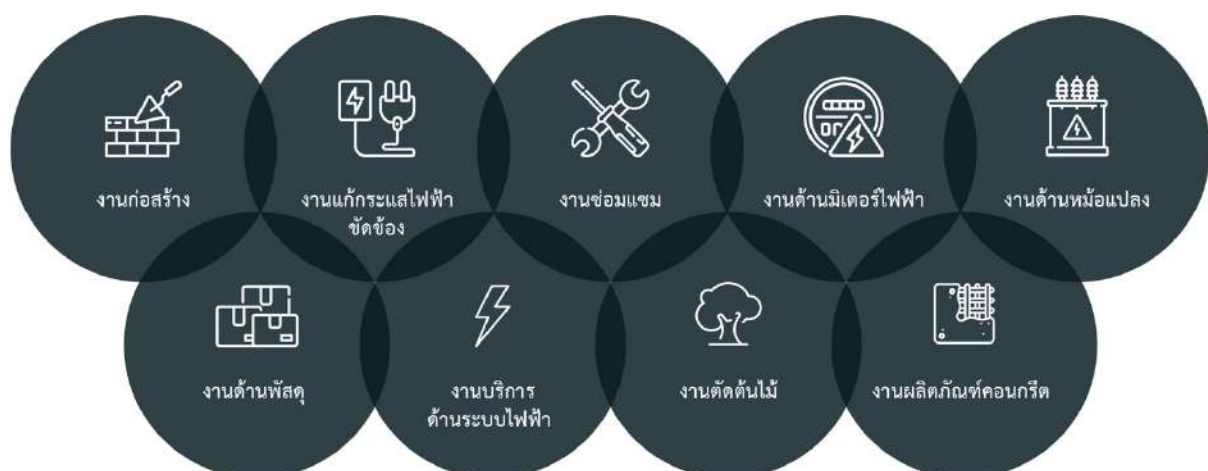 งานก่อสร้าง
งานแก้กระแสไฟฟ้า
ขัดข้อง
งานซ่อมแซม
งานด้านมิเตอร์ไฟฟ้า
งานด้านหม้อแปลง
งานด้านพัสดุ
งานบริการ
ด้านระบบไฟฟ้า
งานตัดต้นไม้
งานผลิตภัณฑ์คอนกรีต